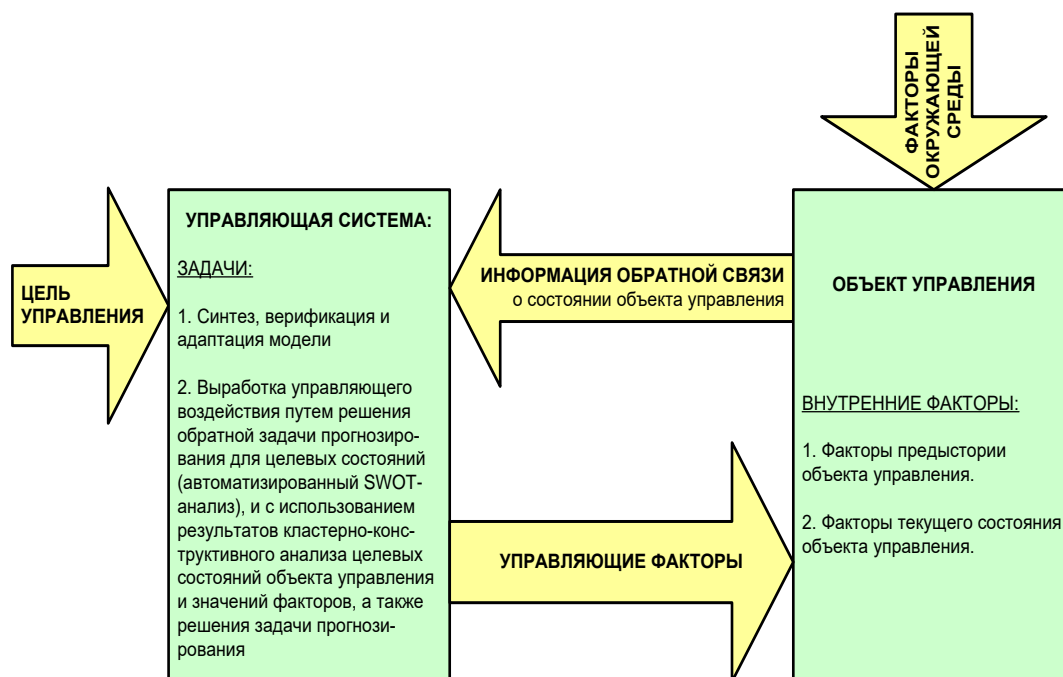 ФАКТОРЫ
ОКРУЖАЮЩЕЙ
СРЕДЫ
ЦЕЛЬ
УПРАВЛЕНИЯ
УПРАВЛЯЮЩАЯ СИСТЕМА:
ЗАДАЧИ:
1. Синтез, верификация и
адаптация модели
2. Выработка управляющего
воздействия путем решения
обратной задачи прогнозиро-
вания для целевых состояний
(автоматизированный SWOT-
анализ), и с использованием
результатов кластерно-конс-
труктивного анализа целевых
состояний объекта управления
и значений факторов, а также
решения задачи прогнози-
рования
ИНФОРМАЦИЯ ОБРАТНОЙ СВЯЗИ
о состоянии объекта управления
УПРАВЛЯЮЩИЕ ФАКТОРЫ
ОБЪЕКТ УПРАВЛЕНИЯ
ВНУТРЕННИЕ ФАКТОРЫ:
1. Факторы предыстории
объекта управления.
2. Факторы текущего состояния
объекта управления.